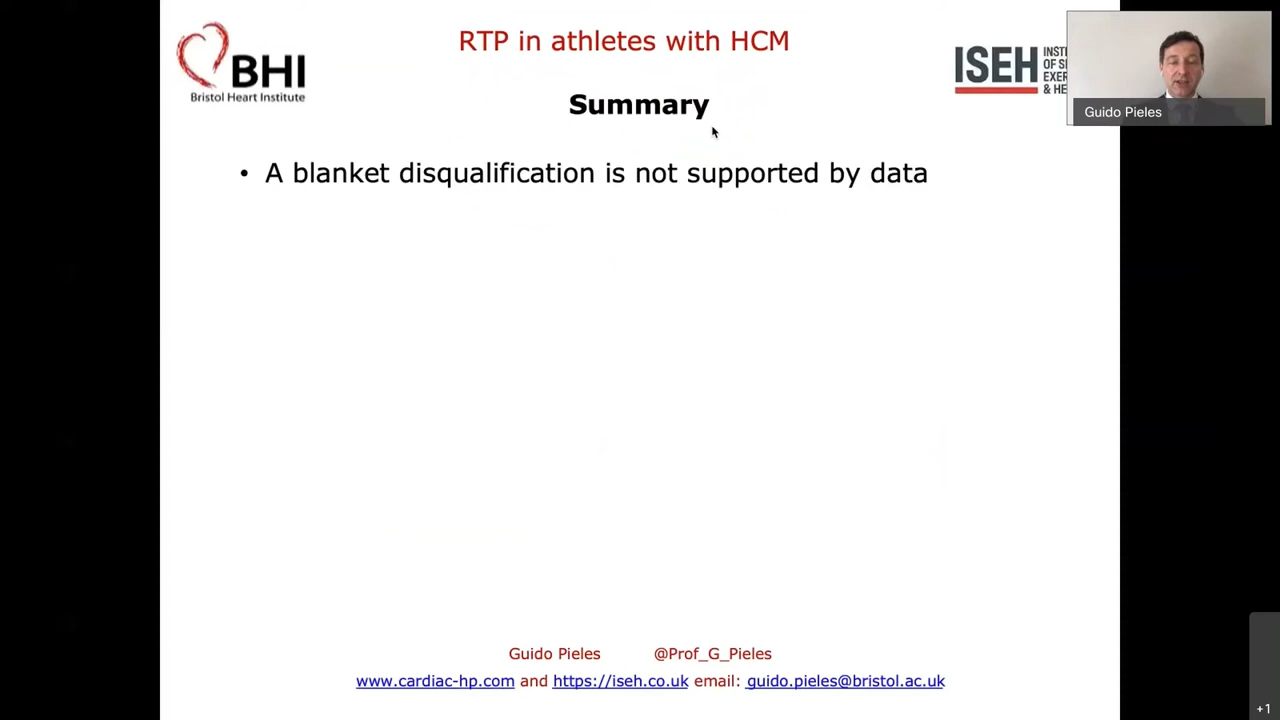 RTP in athletes with HCM
BHI
Bristol Heart Institute
ISEH
INSTI
OF S
EXER
& HE
Guido Pieles
Summary
• A blanket disqualification is not supported by data
Guido Pieles @Prof_G_Pieles
www.cardiac-hp.com and https://iseh.co.uk email: guido.pieles@bristol.ac.uk
+1